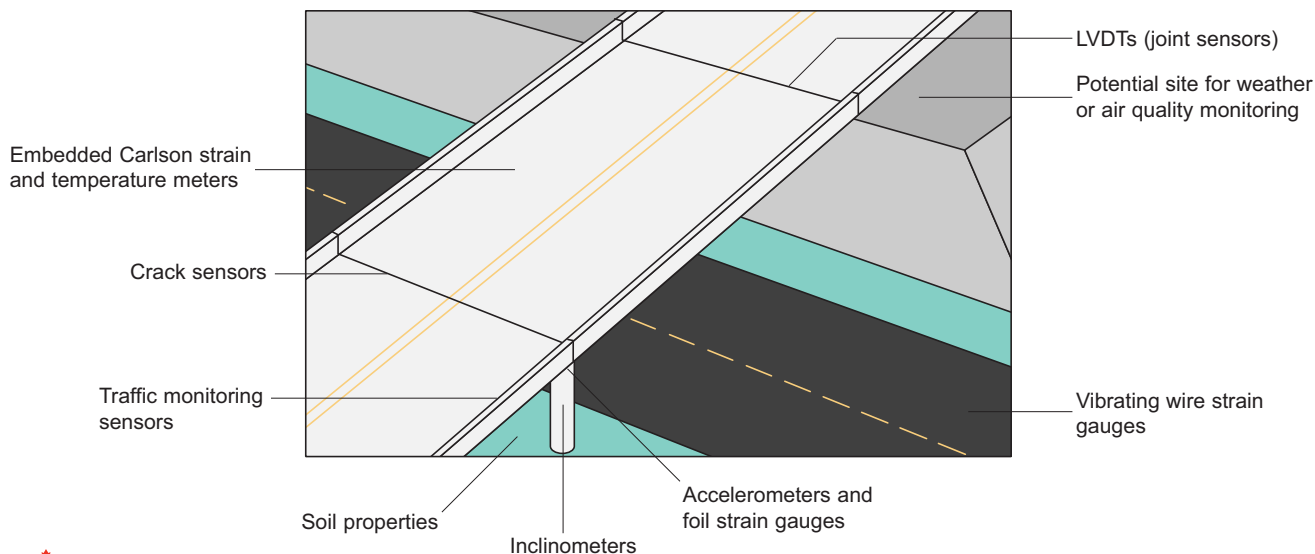 LVDTs (joint sensors)
Potential site for weather
or air quality monitoring
Embedded Carlson strain
and temperature meters
Crack sensors
Traffic monitoring
sensors
Vibrating wire strain
gauges
Accelerometers and
foil strain gauges
Soil properties
Inclinometers